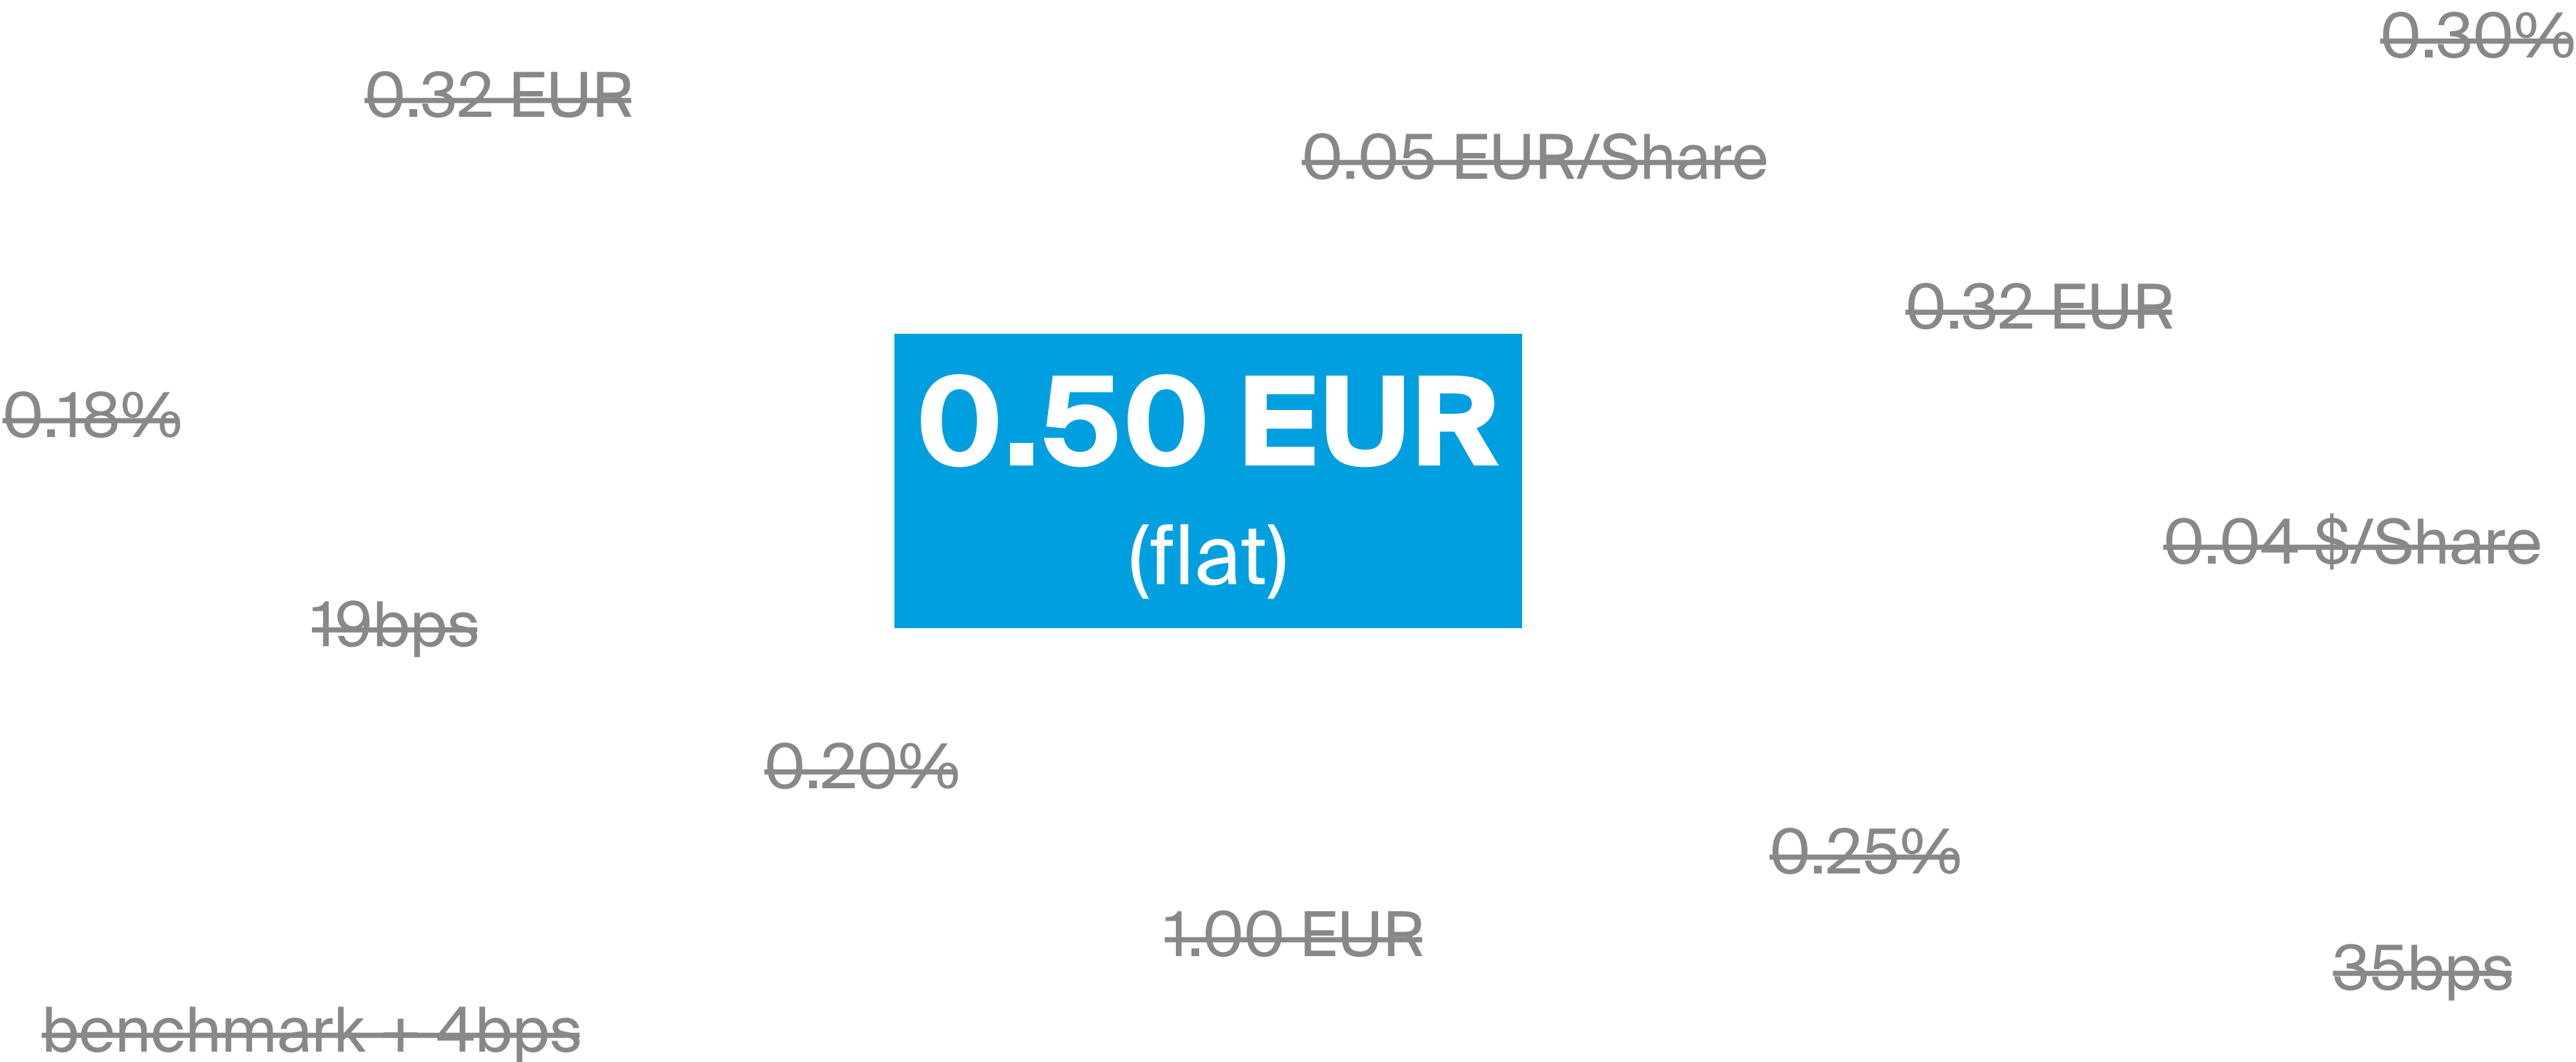 0.30%
0.32 EUR
0.05 EUR/Share
0.32 EUR
0.50 EUR
0.18%
(flat)
0.04 $/Share
19bps
0.20%
0.25%
1.00 EUR
35bps
benchmark + 4bps